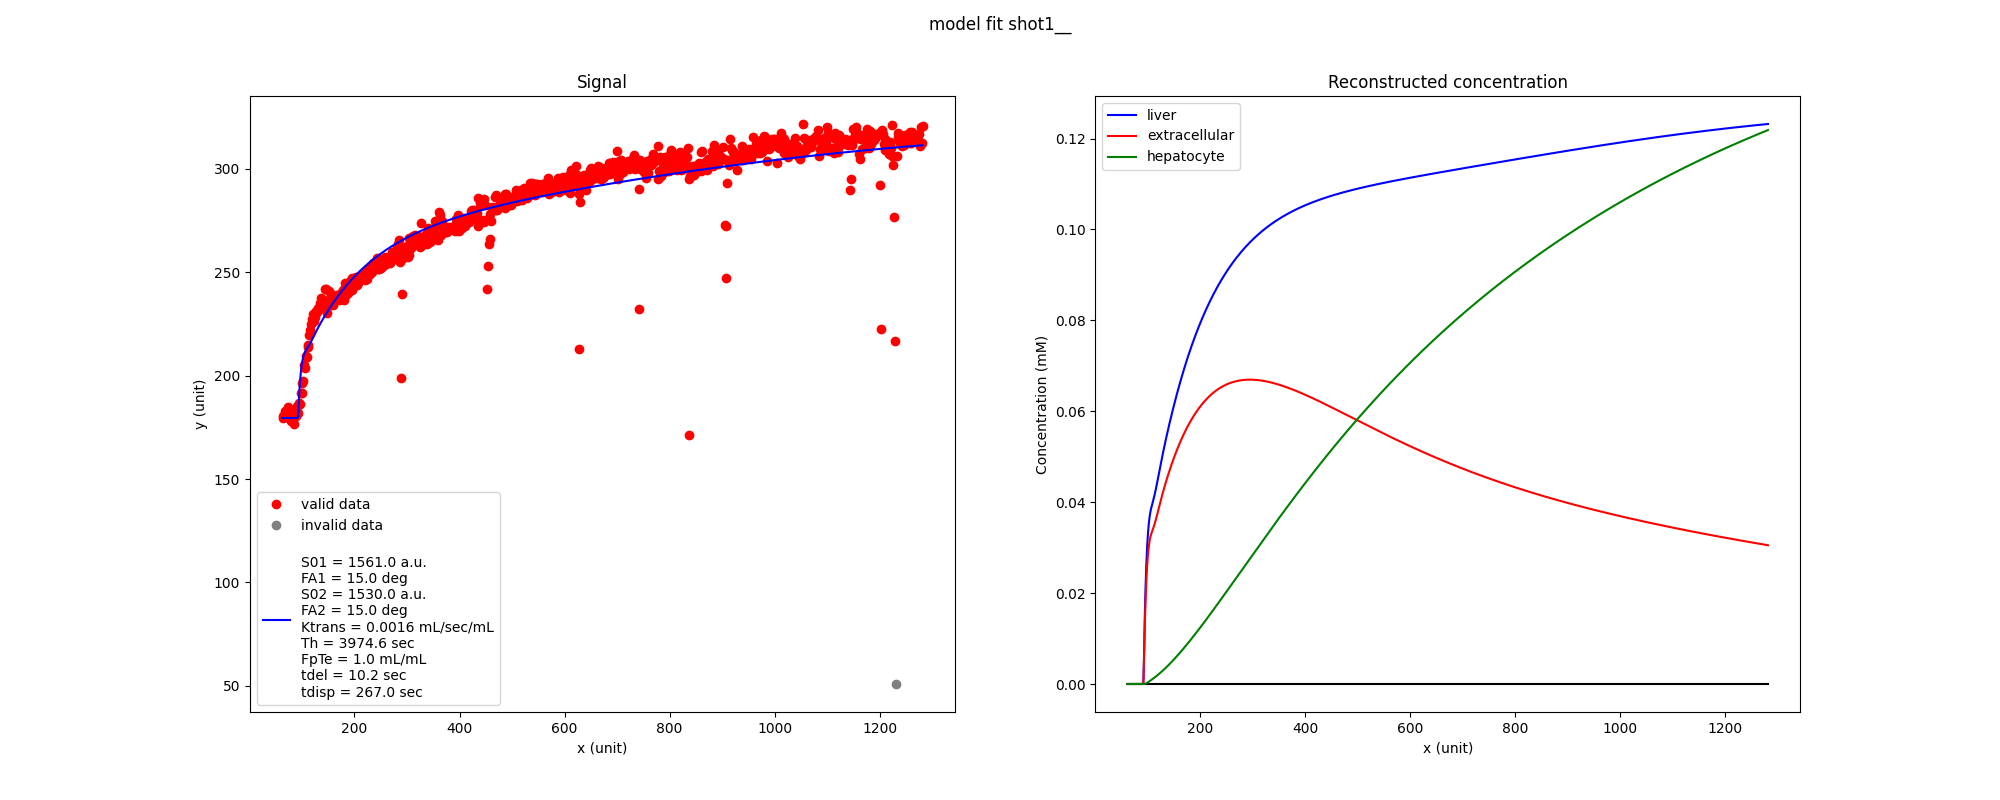 model fit shot1__
Signal
y (unit)
300
250
200
150
100
50
valid data
invalid data
S01 = 1561.0 a.u.
FA1 = 15.0 deg
S02 = 1530.0 a.u.
FA2 = 15.0 deg
Ktrans = 0.0016 mL/sec/mL
Th = 3974.6 sec
FpTe = 1.0 mL/mL
tdel = 10.2 sec
tdisp = 267.0 sec
200 400 600 800 1000 1200
x (unit)
Reconstructed concentration
liver
extracellular
hepatocyte
Concentration (mM)
0.12
0.10
0.08
0.06
0.04
0.02
0.00
200 400 600 800 1000 1200
x (unit)